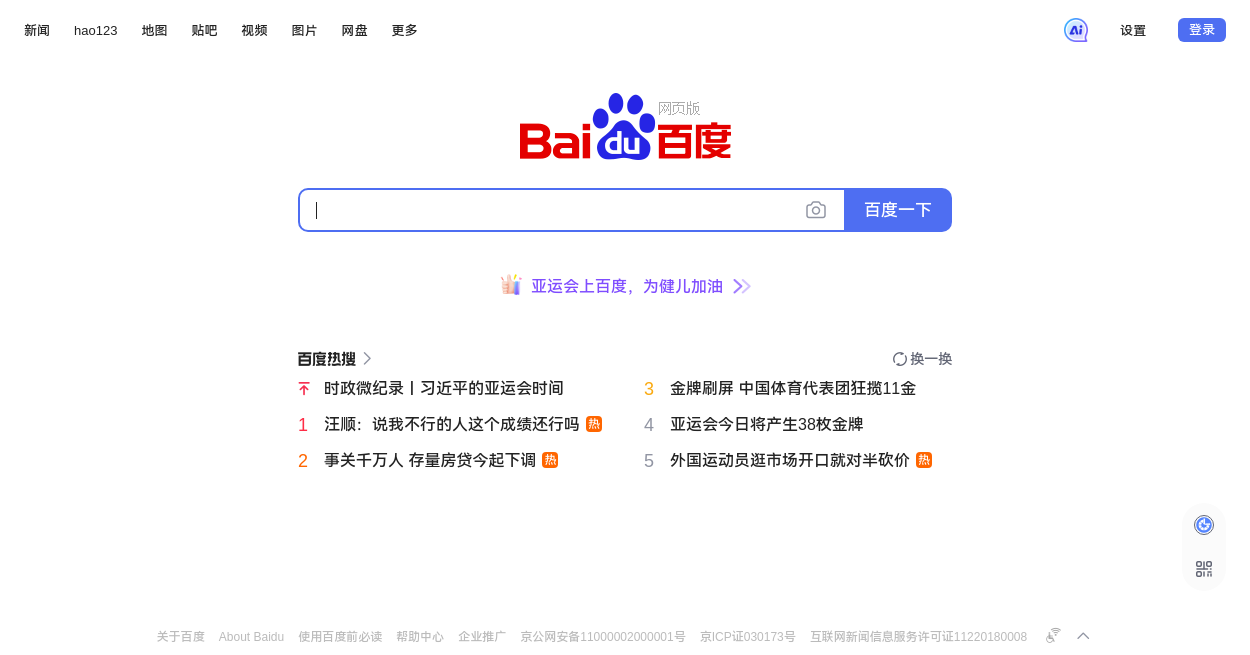 新闻 hao123 地图 贴吧 视频 图片 网盘 更多 Ai 设置 登录
Bai du 百度 网页版
百度一下
亚运会上百度，为健儿加油
百度热搜 换一换
时政微纪录丨习近平的亚运会时间
1 汪顺：说我不行的人这个成绩还行吗 热
2 事关千万人 存量房贷今起下调 热
3 金牌刷屏 中国体育代表团狂揽11金
4 亚运会今日将产生38枚金牌
5 外国运动员逛市场开口就对半砍价 热
关于百度 About Baidu 使用百度前必读 帮助中心 企业推广 京公网安备11000002000001号 京ICP证030173号 互联网新闻信息服务许可证11220180008